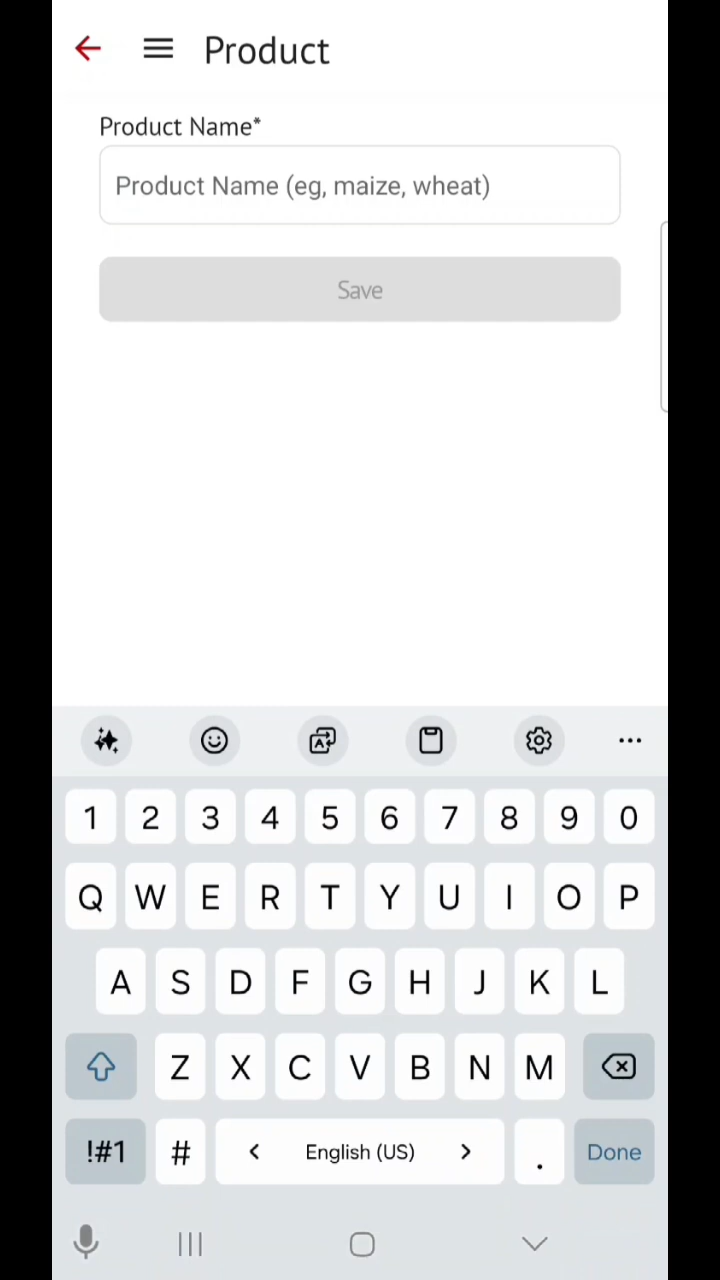 Product
Product Name*
Product Name (eg, maize, wheat)
Save
1 2 3 4 5 6 7 8 9 0
Q W E R T Y U I O P
A S D F G H J K L
Z X C V B N M
!#1 # < English (US) > . Done